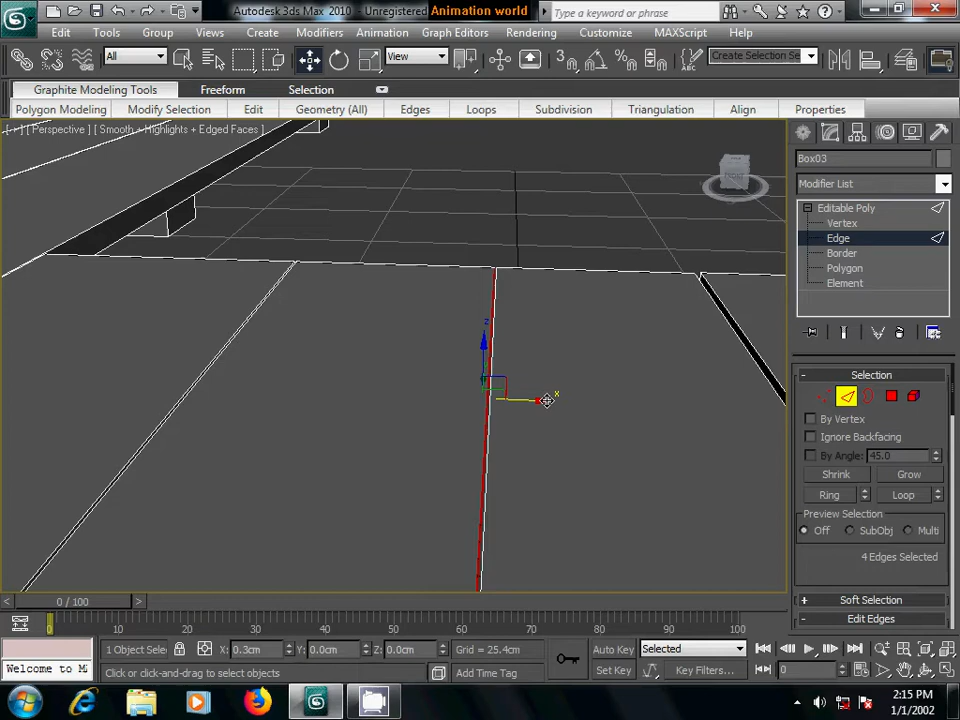 Autodesk 3ds Max 2010 - Unregistered
Animation world
Type a keyword or phrase
Edit Tools Group Views Create Modifiers Animation Graph Editors Rendering Customize MAXScript Help
All
View
3
Create Selection Se
Graphite Modeling Tools Freeform Selection
Polygon Modeling Modify Selection Edit Geometry (All) Edges Loops Subdivision Triangulation Align Properties
[ + ] [ Perspective ] [ Smooth + Highlights + Edged Faces ]
Box03
Modifier List
Editable Poly
Vertex
Edge
Border
Polygon
Element
z
x
Selection
By Vertex
Ignore Backfacing
By Angle: 45.0
Shrink Grow
Ring Loop
Preview Selection
Off SubObj Multi
4 Edges Selected
Soft Selection
Edit Edges
0 / 100
0 10 20 30 40 50 60 70 80 90 100
1 Object Selec X: 0.3cm Y: 0.0cm Z: 0.0cm Grid = 25.4cm Auto Key Selected
Welcome to M Click or click-and-drag to select objects Add Time Tag Set Key Key Filters... 0
2:15 PM
1/1/2002